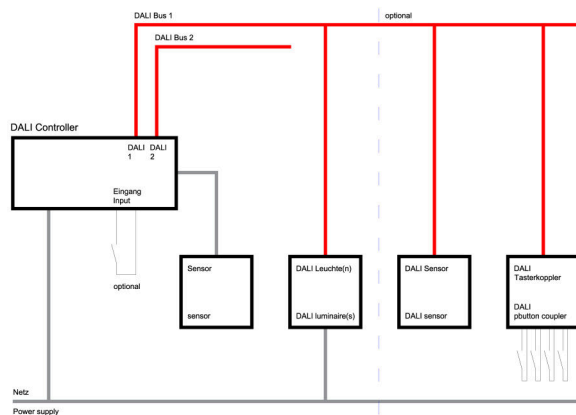 DALI Bus 1
optional
DALI Bus 2
DALI Controller
DALI DALI
1 2
Eingang
Input
optional
Sensor
sensor
DALI Leuchte(n)
DALI luminaire(s)
DALI Sensor
DALI sensor
DALI
Tasterkoppler
DALI
pbutton coupler
Netz
Power supply